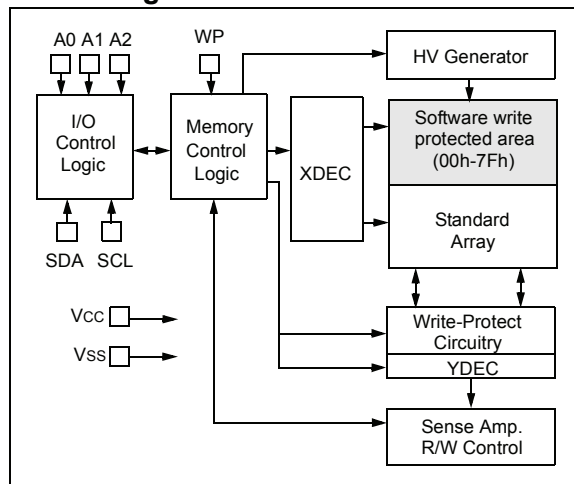 A0 A1 A2
WP
HV Generator
I/O
Control
Logic
Memory
Control
Logic
XDEC
Software write
protected area
(00h-7Fh)
Standard
Array
SDA SCL
VCC
VSS
Write-Protect
Circuitry
YDEC
Sense Amp.
R/W Control